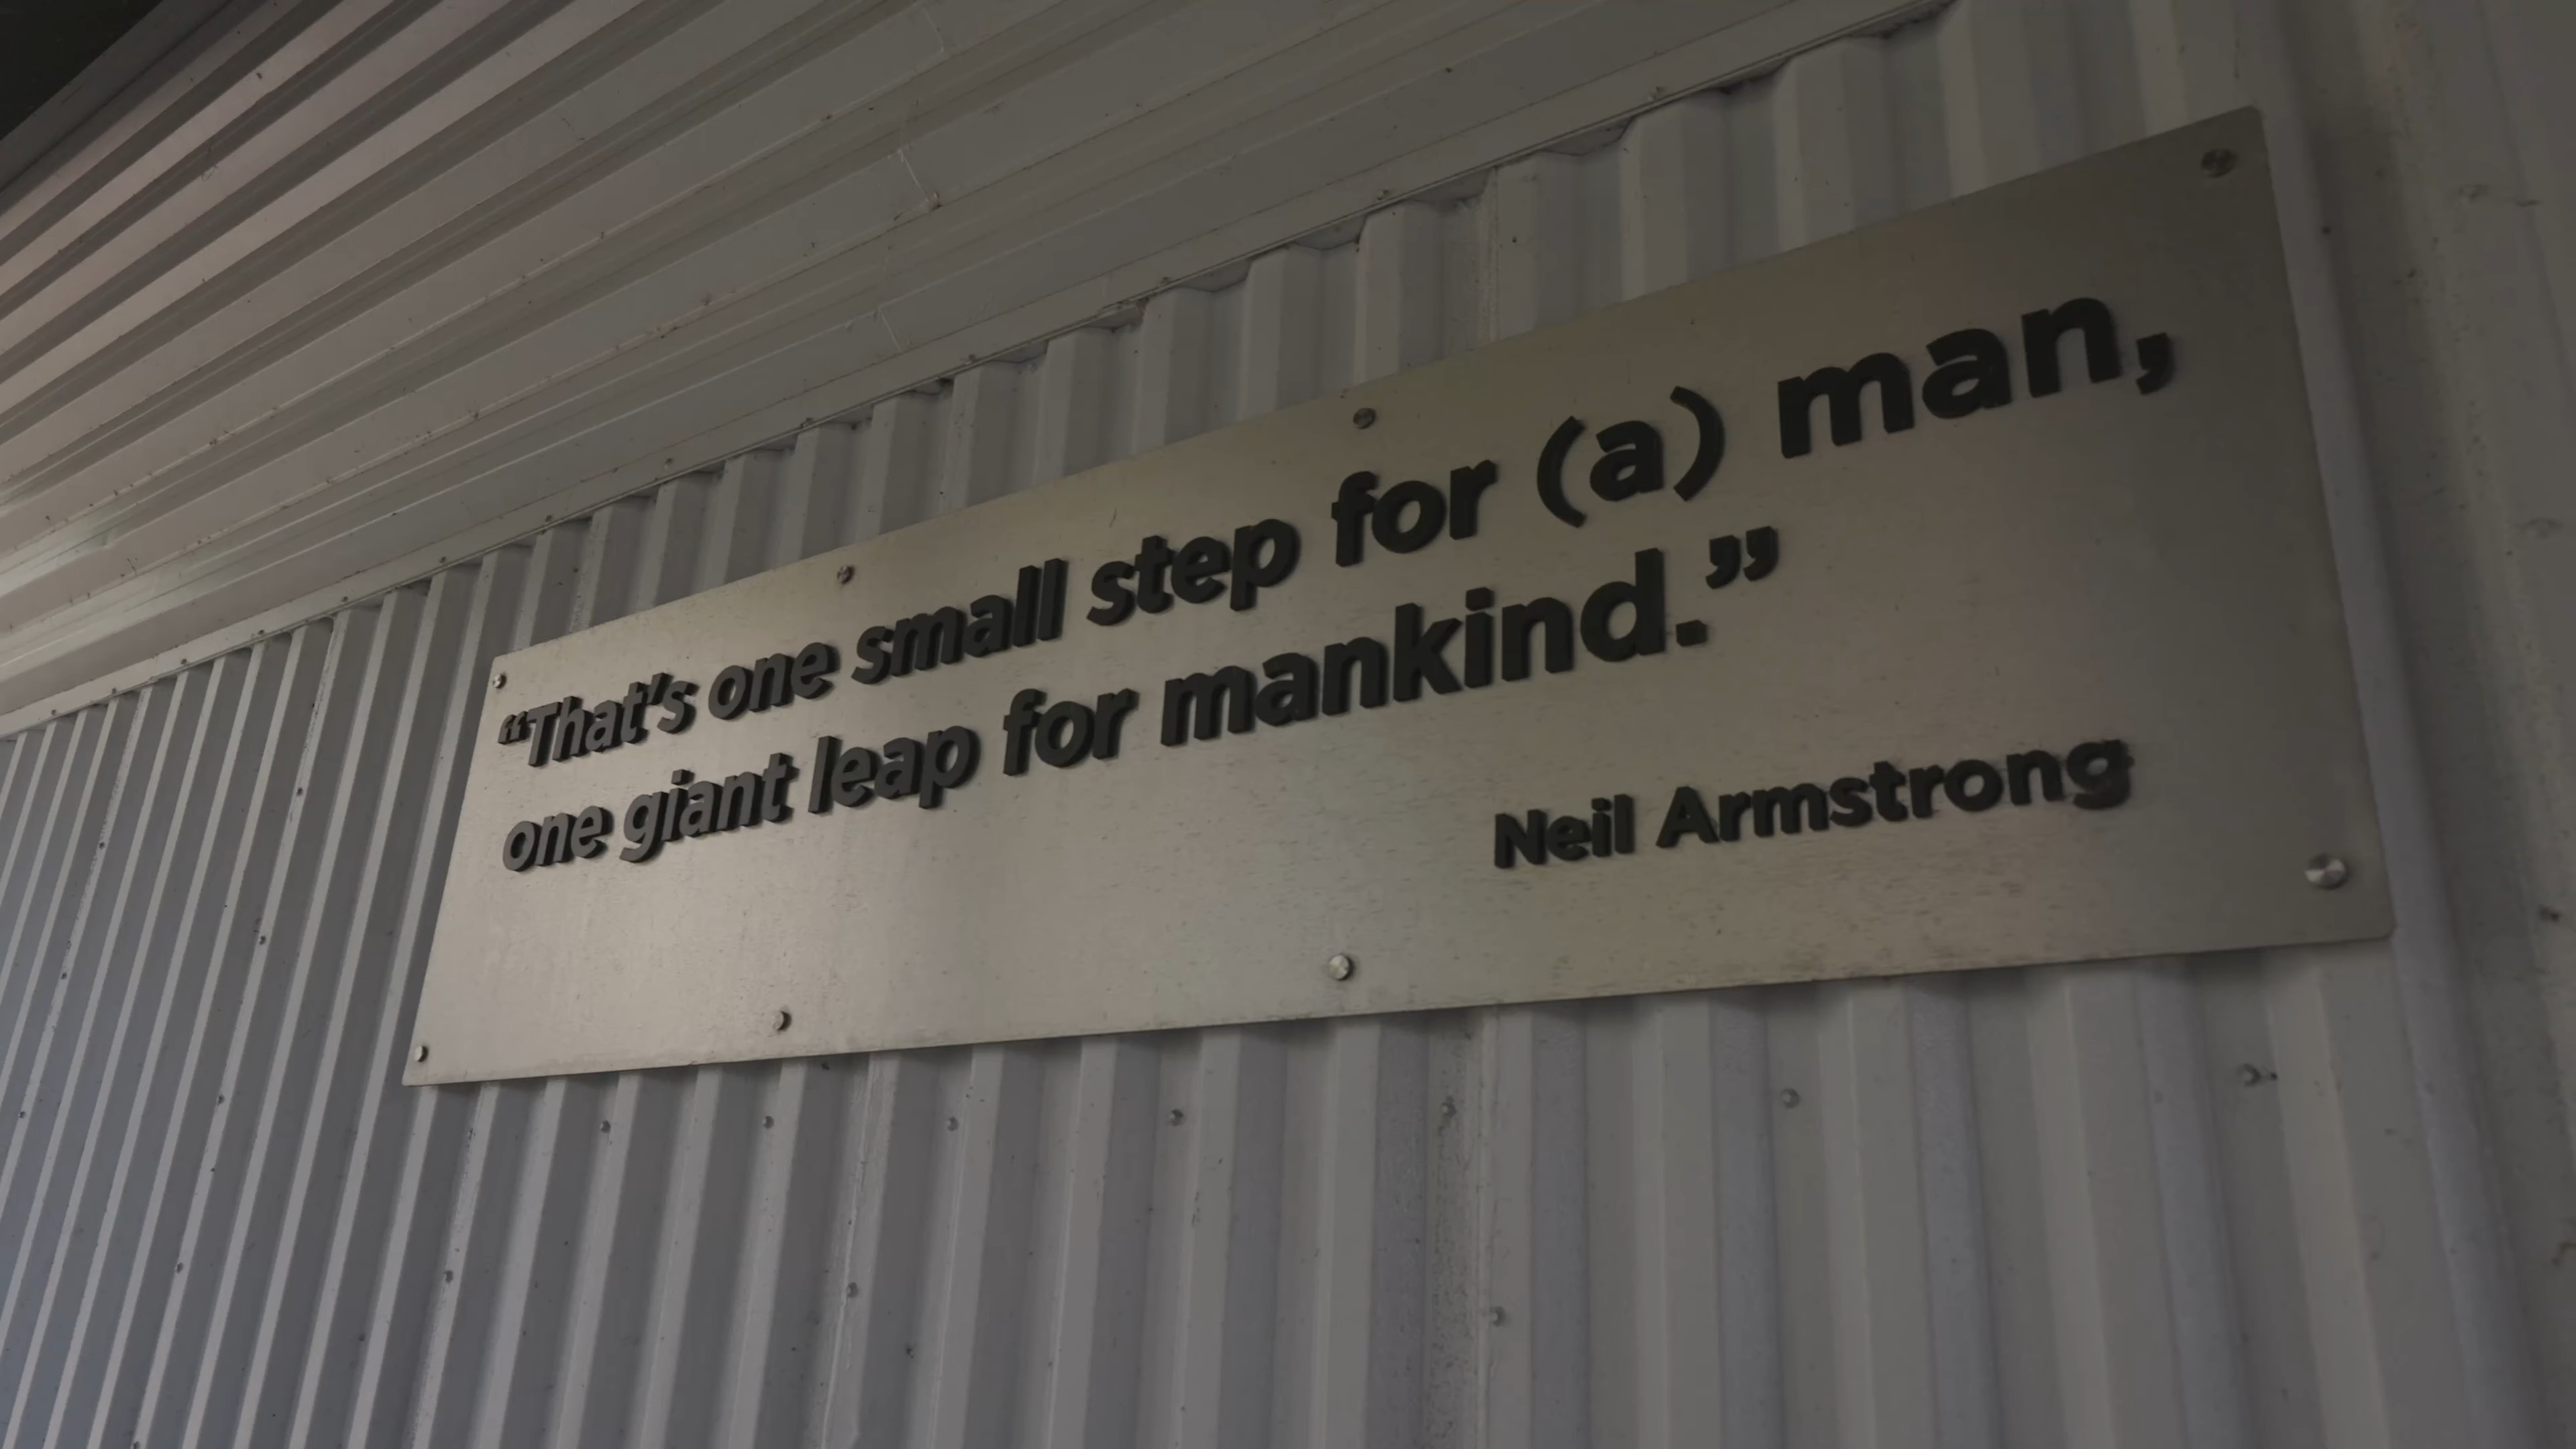 “That’s one small step for (a) man,
one giant leap for mankind.”
Neil Armstrong